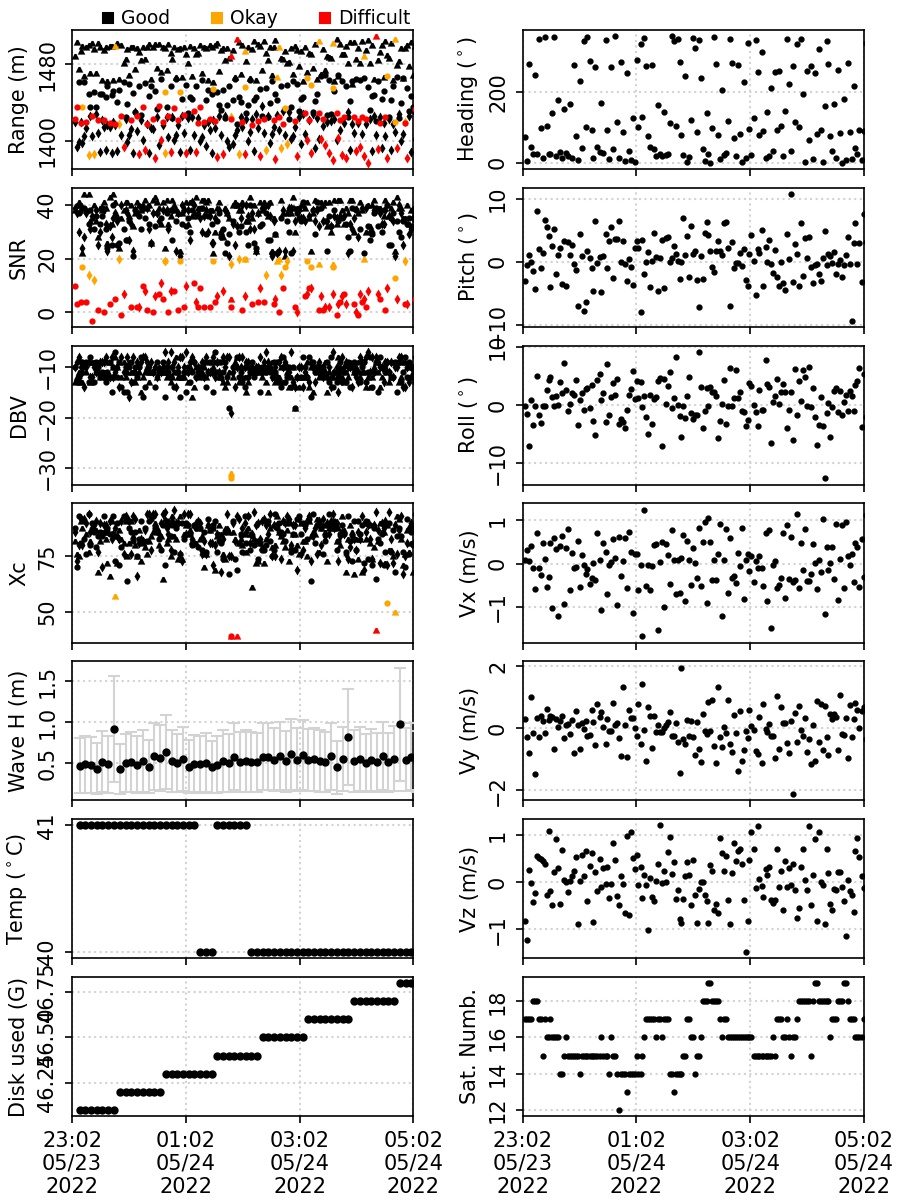 Good Okay Difficult
Range (m)
1480
1400
Heading (°)
200
0
SNR
40
20
0
Pitch (°)
10
0
−10
DBV
−10
−20
−30
Roll (°)
10
0
−10
Xc
75
50
Vx (m/s)
1
0
−1
Wave H (m)
1.5
1.0
0.5
Vy (m/s)
2
0
−2
Temp (°C)
41
40
Vz (m/s)
1
0
−1
Disk used (G)
46.75
46.50
46.25
Sat. Numb.
18
16
14
12
23:02 01:02 03:02 05:02 23:02 01:02 03:02 05:02
05/23 05/24 05/24 05/24 05/23 05/24 05/24 05/24
2022 2022 2022 2022 2022 2022 2022 2022